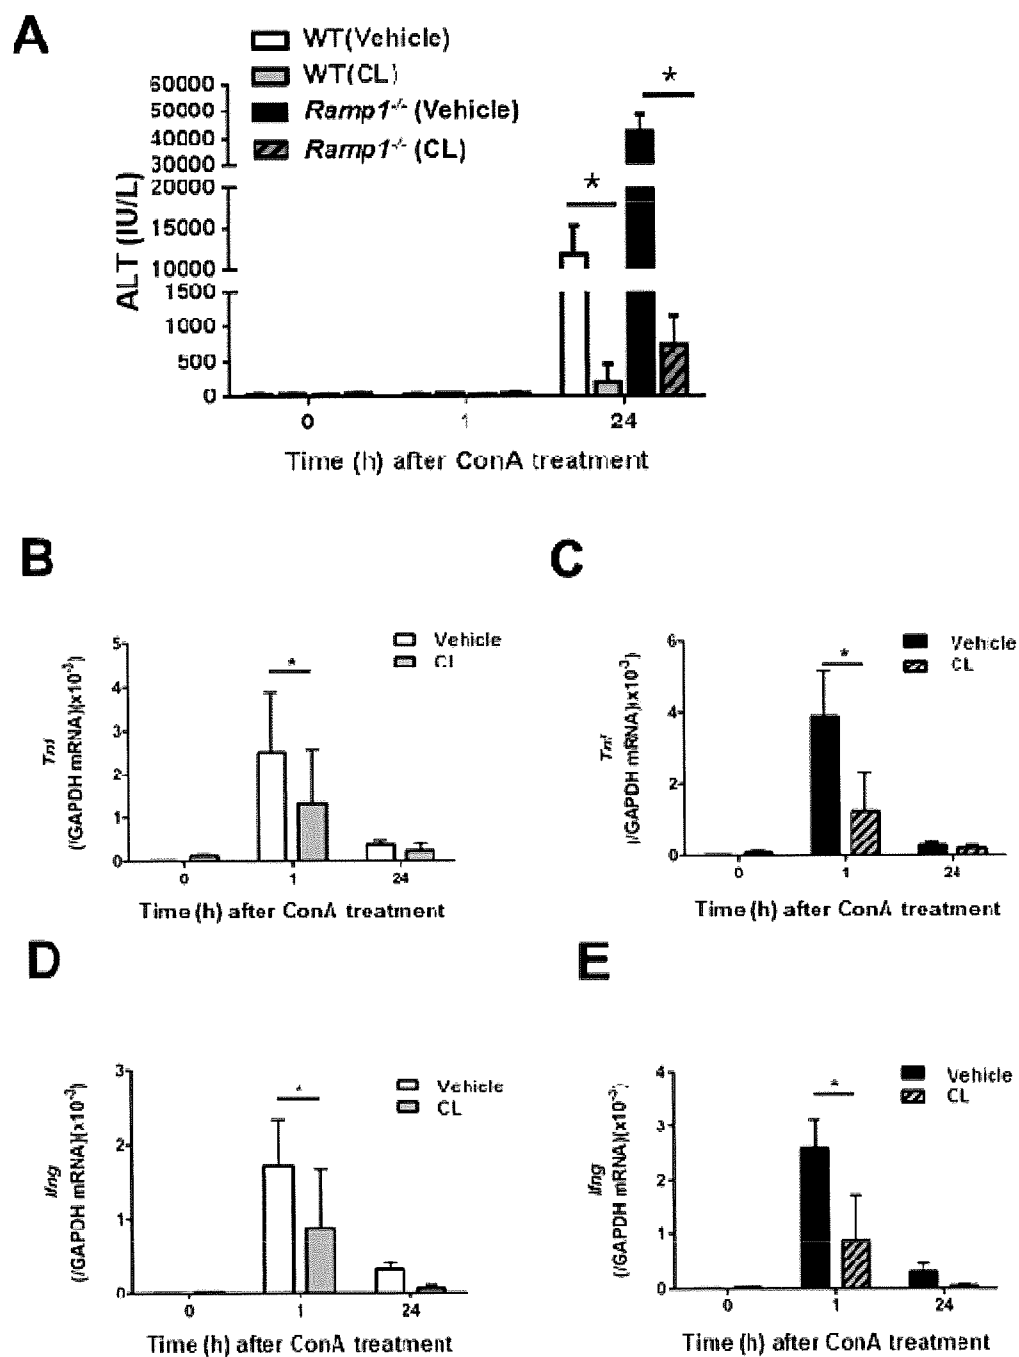 A
WT(Vehicle)
WT(CL)
Ramp1-/- (Vehicle)
Ramp1-/- (CL)
60000
50000
40000
30000
20000
15000
10000
1500
1000
500
0
ALT (IU/L)
*
*
0 1 24
Time (h) after ConA treatment
B
Vehicle
CL
Tnf
(/GAPDH mRNA)(x10-3)
5
4
3
2
1
0
*
0 1 24
Time (h) after ConA treatment
C
Vehicle
CL
Tnf
(/GAPDH mRNA)(x10-3)
6
4
2
0
*
0 1 24
Time (h) after ConA treatment
D
Vehicle
CL
Ifng
(/GAPDH mRNA)(x10-3)
3
2
1
0
*
0 1 24
Time (h) after ConA treatment
E
Vehicle
CL
Ifng
(/GAPDH mRNA)(x10-3)
4
3
2
1
0
*
0 1 24
Time (h) after ConA treatment